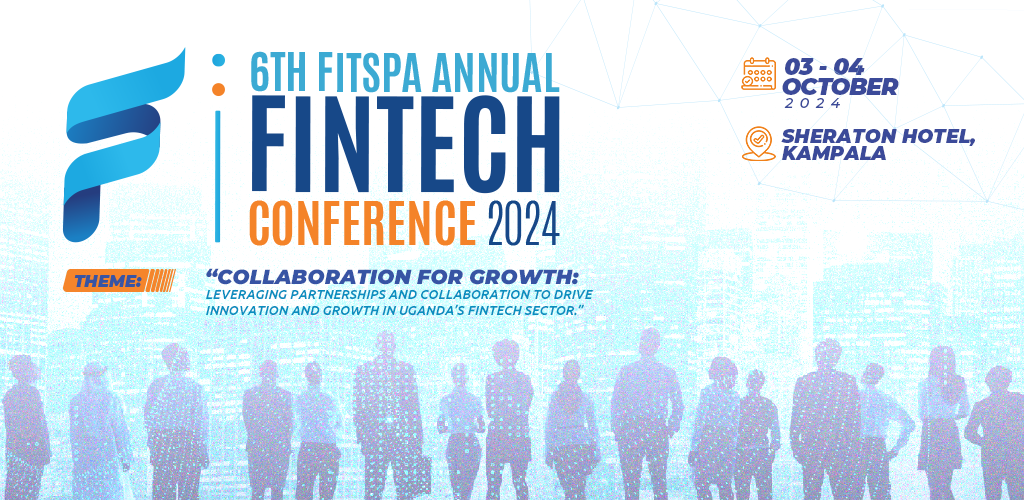 6TH FITSPA ANNUAL
FINTECH
CONFERENCE 2024
03 - 04
OCTOBER
2024
SHERATON HOTEL,
KAMPALA
THEME:
“COLLABORATION FOR GROWTH:
LEVERAGING PARTNERSHIPS AND COLLABORATION TO DRIVE
INNOVATION AND GROWTH IN UGANDA'S FINTECH SECTOR.”